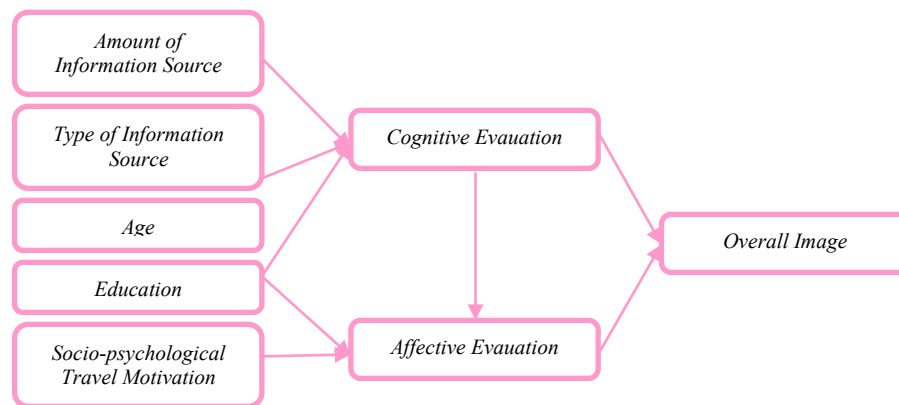 Amount of
Information Source
Type of Information
Source
Age
Education
Socio-psychological
Travel Motivation
Cognitive Evauation
Affective Evauation
Overall Image